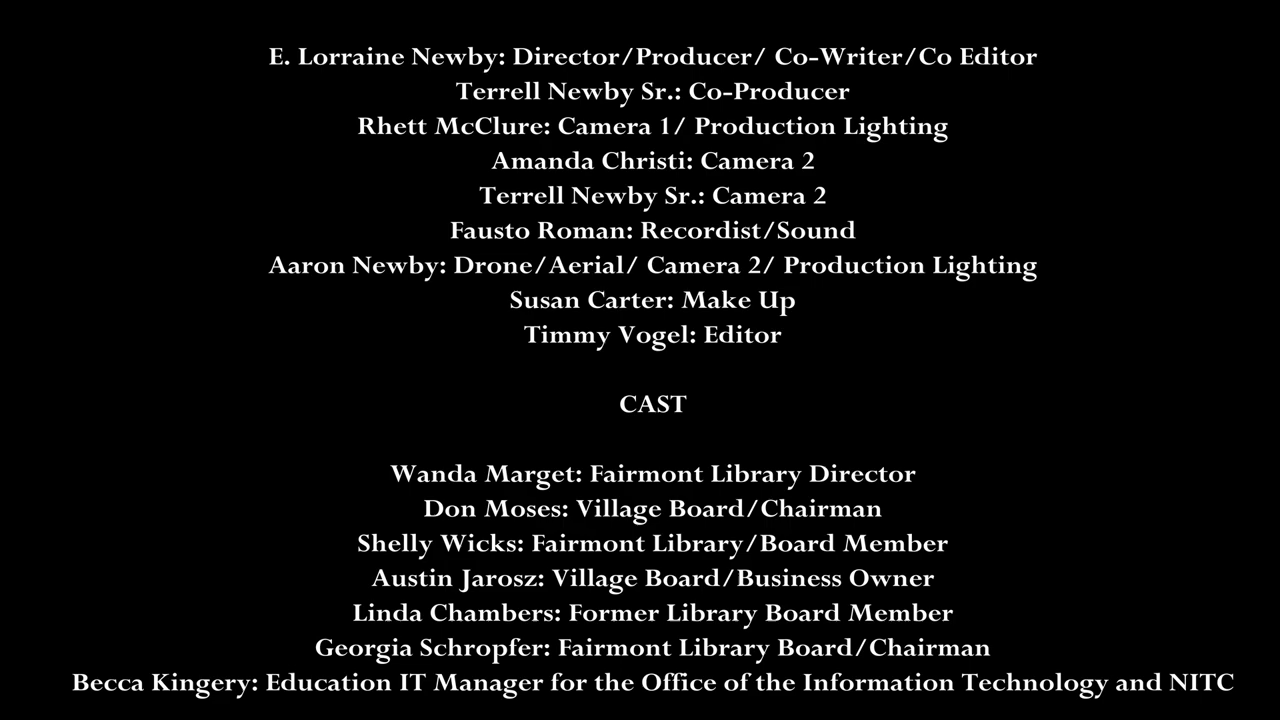 E. Lorraine Newby: Director/Producer/ Co-Writer/Co Editor
Terrell Newby Sr.: Co-Producer
Rhett McClure: Camera 1/ Production Lighting
Amanda Christi: Camera 2
Terrell Newby Sr.: Camera 2
Fausto Roman: Recordist/Sound
Aaron Newby: Drone/Aerial/ Camera 2/ Production Lighting
Susan Carter: Make Up
Timmy Vogel: Editor
CAST
Wanda Marget: Fairmont Library Director
Don Moses: Village Board/Chairman
Shelly Wicks: Fairmont Library/Board Member
Austin Jarosz: Village Board/Business Owner
Linda Chambers: Former Library Board Member
Georgia Schropfer: Fairmont Library Board/Chairman
Becca Kingery: Education IT Manager for the Office of the Information Technology and NITC